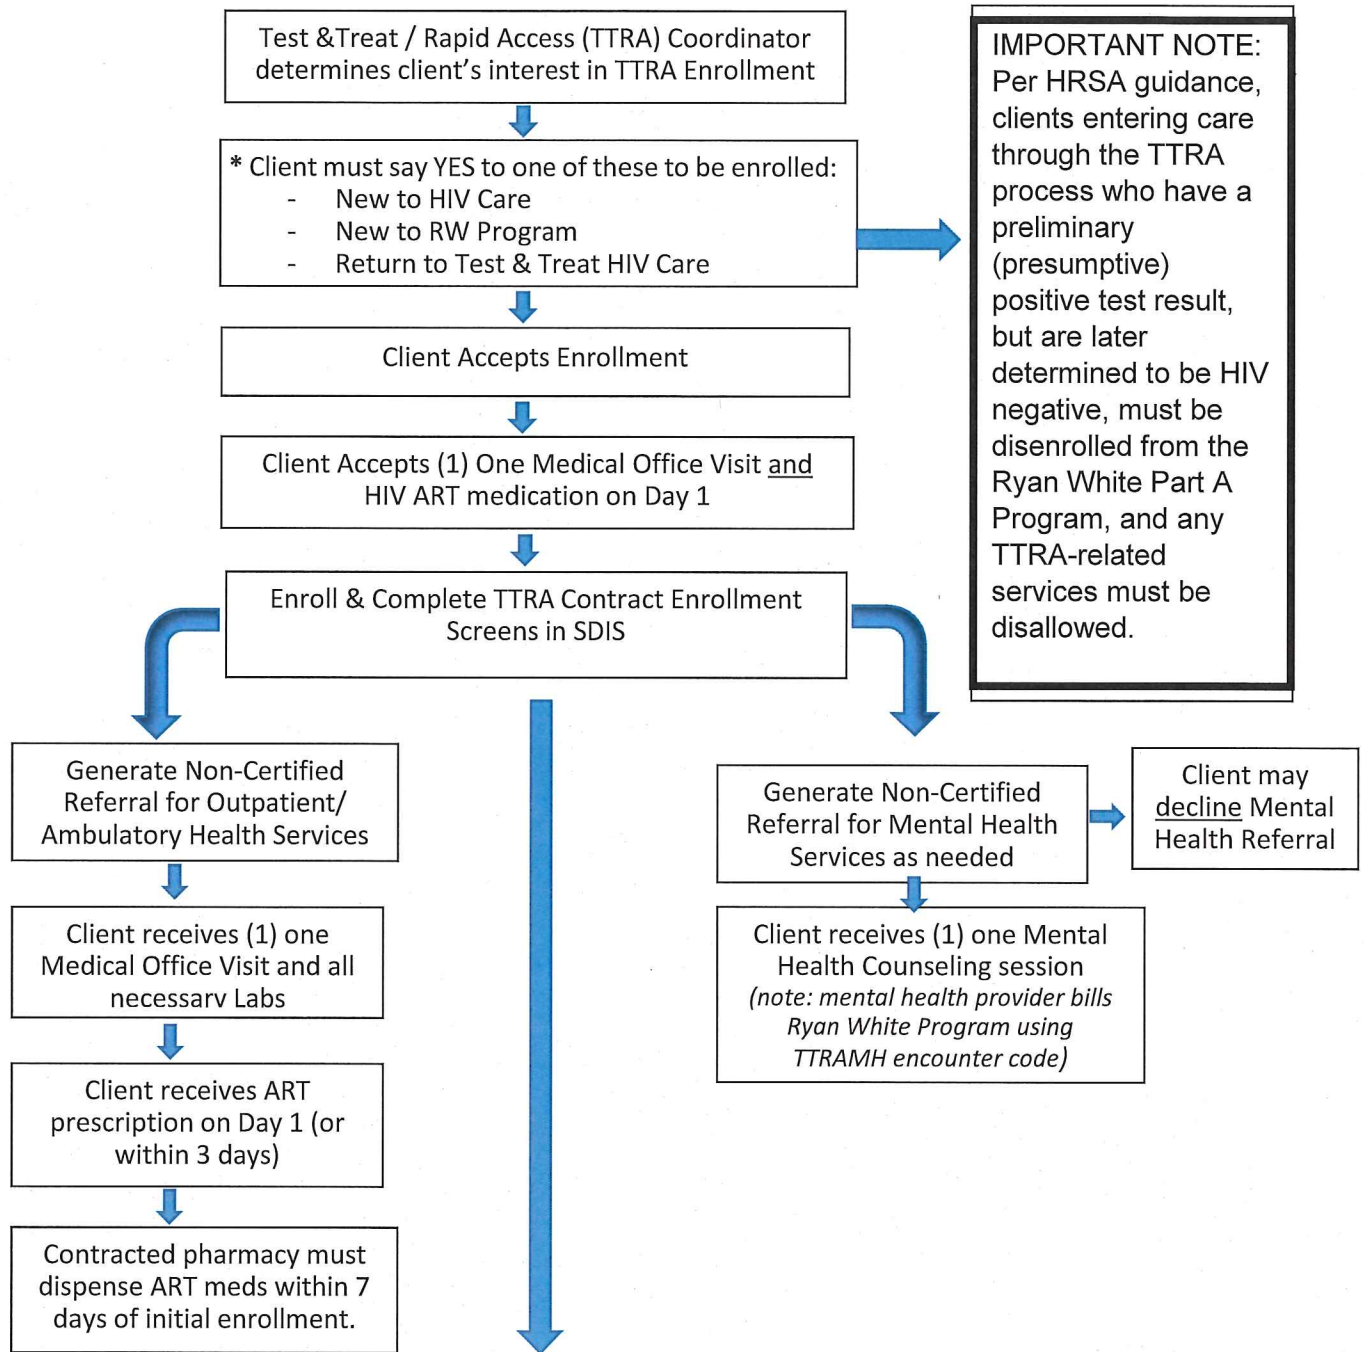 Test &Treat / Rapid Access (TTRA) Coordinator
determines client's interest in TTRA Enrollment
* Client must say YES to one of these to be enrolled:
- New to HIV Care
- New to RW Program
- Return to Test & Treat HIV Care
IMPORTANT NOTE:
Per HRSA guidance,
clients entering care
through the TTRA
process who have a
preliminary
(presumptive)
positive test result,
but are later
determined to be HIV
negative, must be
disenrolled from the
Ryan White Part A
Program, and any
TTRA-related
services must be
disallowed.
Client Accepts Enrollment
Client Accepts (1) One Medical Office Visit and
HIV ART medication on Day 1
Enroll & Complete TTRA Contract Enrollment
Screens in SDIS
Generate Non-Certified
Referral for Outpatient/
Ambulatory Health Services
Client receives (1) one
Medical Office Visit and all
necessary Labs
Client receives ART
prescription on Day 1 (or
within 3 days)
Contracted pharmacy must
dispense ART meds within 7
days of initial enrollment.
Generate Non-Certified
Referral for Mental Health
Services as needed
Client may
decline Mental
Health Referral
Client receives (1) one Mental
Health Counseling session
(note: mental health provider bills
Ryan White Program using
TTRAMH encounter code)